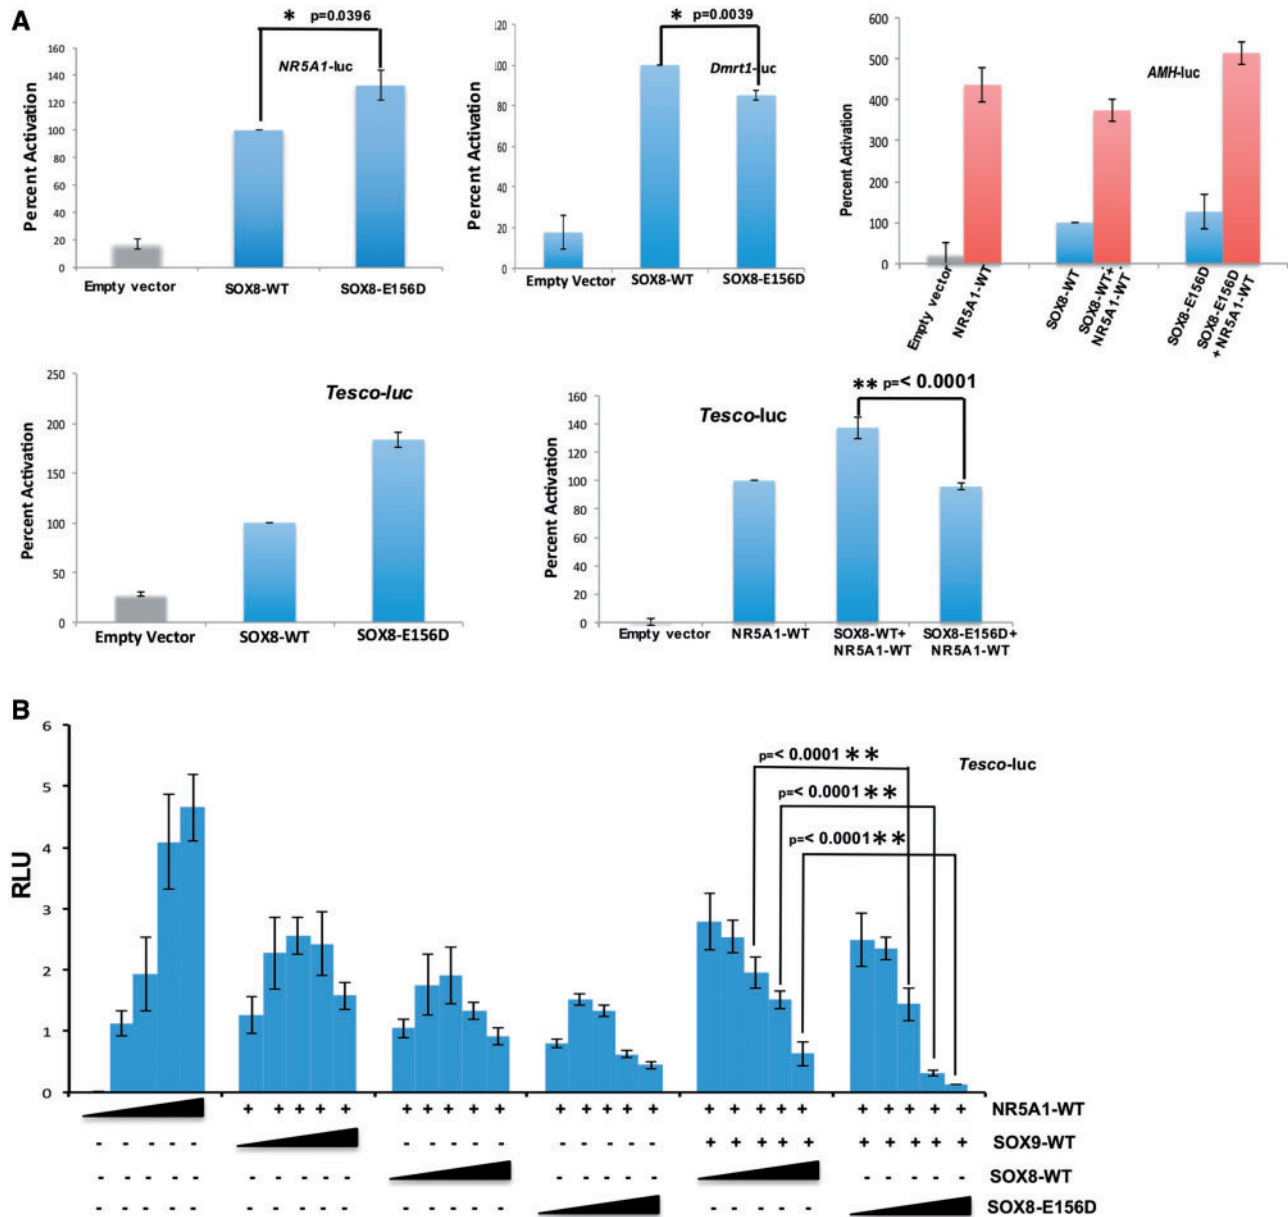 A
* p=0.0396
NR5A1-luc
Percent Activation
160
140
120
100
80
60
40
20
0
Empty vector SOX8-WT SOX8-E156D
* p=0.0039
Dmrt1-luc
Percent Activation
120
100
80
60
40
20
0
Empty Vector SOX8-WT SOX8-E156D
AMH-luc
Percent Activation
600
500
400
300
200
100
0
Empty vector
NR5A1-WT
SOX8-WT
SOX8-WT+
NR5A1-WT
SOX8-E156D
SOX8-E156D
+ NR5A1-WT
Tesco-luc
Percent Activation
250
200
150
100
50
0
Empty Vector SOX8-WT SOX8-E156D
** p=< 0.0001
Tesco-luc
Percent Activation
160
140
120
100
80
60
40
20
0
Empty vector NR5A1-WT SOX8-WT+ SOX8-E156D+
NR5A1-WT NR5A1-WT
B
p=< 0.0001 **
Tesco-luc
p=< 0.0001 **
p=< 0.0001 **
RLU
6
5
4
3
2
1
0
+ + + + + + + + + + + + + + + + + + + + + + + + + NR5A1-WT
- - - - - - - - - - - - - - - + + + + + + + + + + SOX9-WT
- - - - - - - - - - - - - - - - - - - - SOX8-WT
- - - - - - - - - - - - - - - - - - - - SOX8-E156D